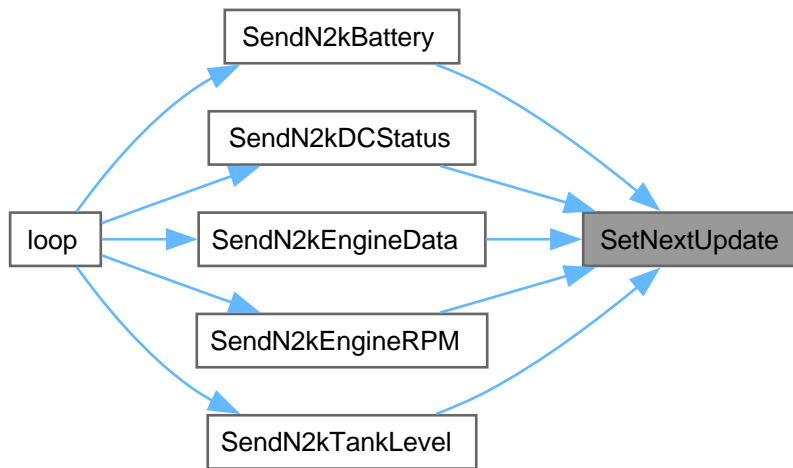 SendN2kBattery
SendN2kDCStatus
loop
SendN2kEngineData
SetNextUpdate
SendN2kEngineRPM
SendN2kTankLevel